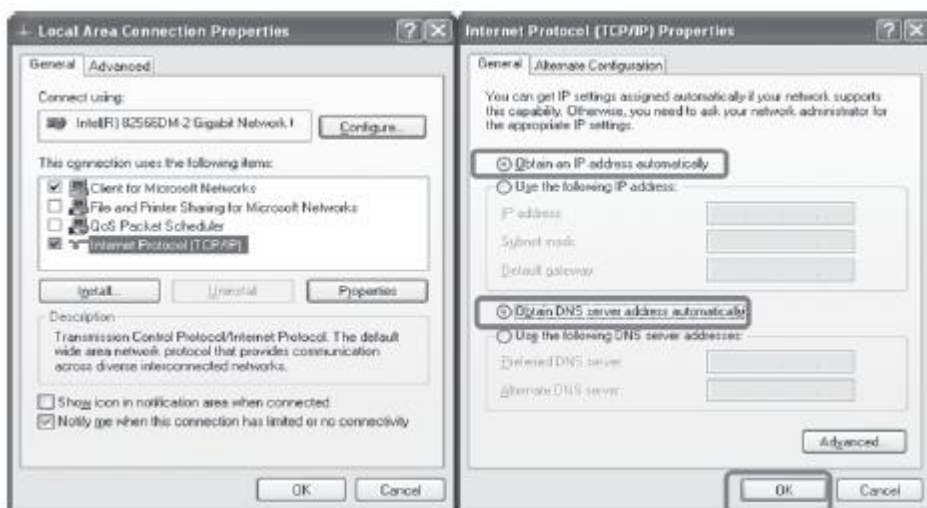 Local Area Connection Properties
General
Advanced
Connect using:
Intel(R) 82566DM-2 Gigabit Network
Configure...
This connection uses the following items:
Client for Microsoft Networks
File and Printer Sharing for Microsoft Networks
QoS Packet Scheduler
Internet Protocol (TCP/IP)
Install...
Uninstall
Properties
Description
Transmission Control Protocol/Internet Protocol. The default
wide area network protocol that provides communication
across diverse interconnected networks.
Show icon in notification area when connected
Notify me when this connection has limited or no connectivity
OK
Cancel
Internet Protocol (TCP/IP) Properties
General
Alternate Configuration
You can get IP settings assigned automatically if your network supports
this capability. Otherwise, you need to ask your network administrator for
the appropriate IP settings.
Obtain an IP address automatically
Use the following IP address:
IP address:
Subnet mask:
Default gateway:
Obtain DNS server address automatically
Use the following DNS server addresses:
Preferred DNS server:
Alternate DNS server:
Advanced...
OK
Cancel